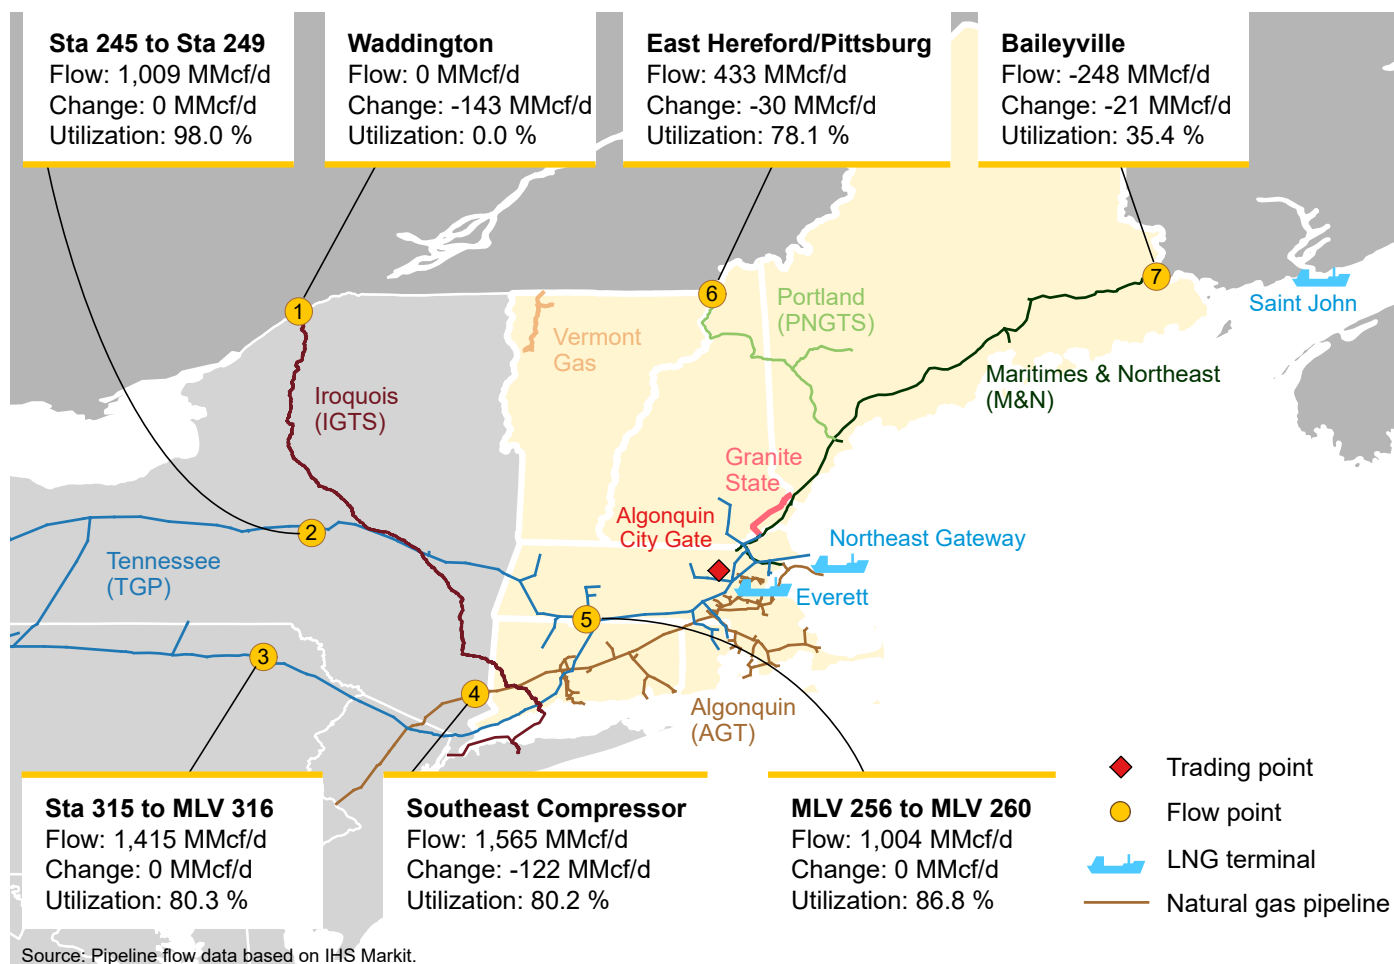 Sta 245 to Sta 249
Flow: 1,009 MMcf/d
Change: 0 MMcf/d
Utilization: 98.0 %
Waddington
Flow: 0 MMcf/d
Change: -143 MMcf/d
Utilization: 0.0 %
East Hereford/Pittsburg
Flow: 433 MMcf/d
Change: -30 MMcf/d
Utilization: 78.1 %
Baileyville
Flow: -248 MMcf/d
Change: -21 MMcf/d
Utilization: 35.4 %
7
6
1
Saint John
Portland
(PNGTS)
Vermont
Gas
Maritimes & Northeast
(M&N)
Iroquois
(IGTS)
Granite
State
Algonquin
City Gate
2
Northeast Gateway
Tennessee
(TGP)
Everett
5
3
4
Algonquin
(AGT)
Sta 315 to MLV 316
Flow: 1,415 MMcf/d
Change: 0 MMcf/d
Utilization: 80.3 %
Southeast Compressor
Flow: 1,565 MMcf/d
Change: -122 MMcf/d
Utilization: 80.2 %
MLV 256 to MLV 260
Flow: 1,004 MMcf/d
Change: 0 MMcf/d
Utilization: 86.8 %
Trading point
Flow point
LNG terminal
Natural gas pipeline
Source: Pipeline flow data based on IHS Markit.